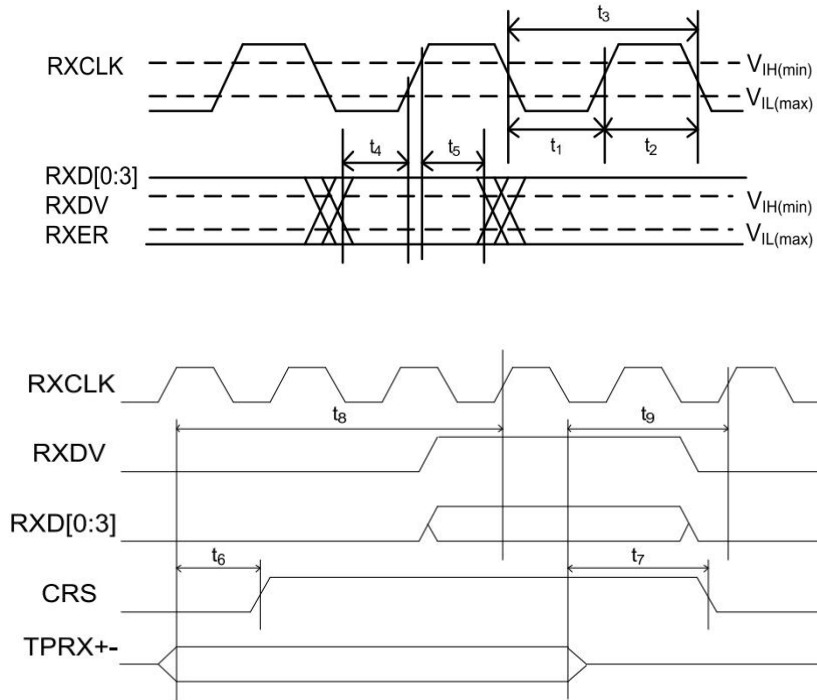 t3
RXCLK
VIH(min)
VIL(max)
t1
t2
t4
t5
RXD[0:3]
RXDV
RXER
VIH(min)
VIL(max)
RXCLK
t8
t9
RXDV
RXD[0:3]
t6
t7
CRS
TPRX+-